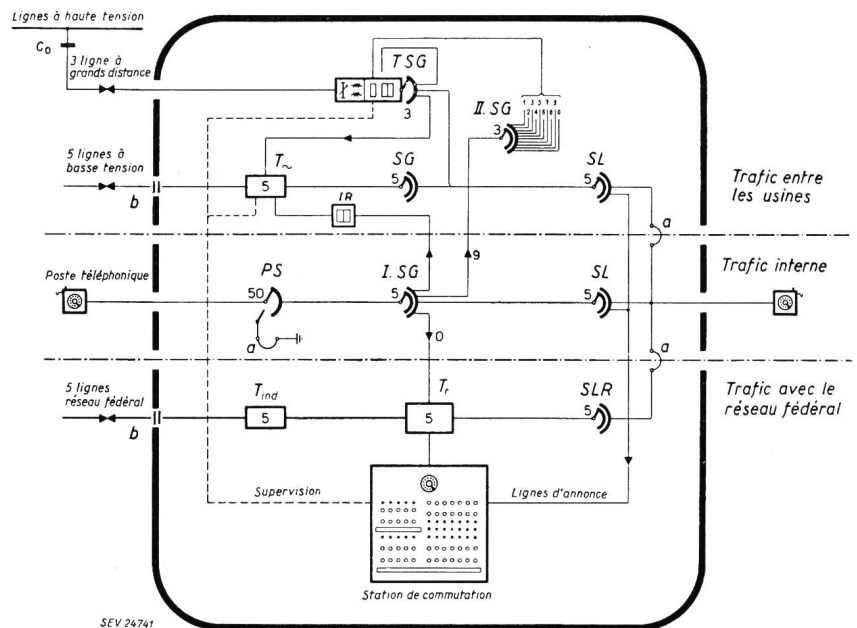 Lignes à haute tension
C₀
3 ligne à
grands distance
TSG
3
II. SG
3
1 3 5 7 9
2 4 6 8 0
5 lignes à
basse tension
b
T~
5
SG
5
SL
5
IR
Trafic entre
les usines
a
Poste téléphonique
PS
50
a
I. SG
5
9
0
SL
5
Trafic interne
a
5 lignes
réseau fédéral
b
Tind
5
Tr
5
SLR
5
Trafic avec le
réseau fédéral
Supervision
Lignes d'annonce
Station de commutation
SEV 24741